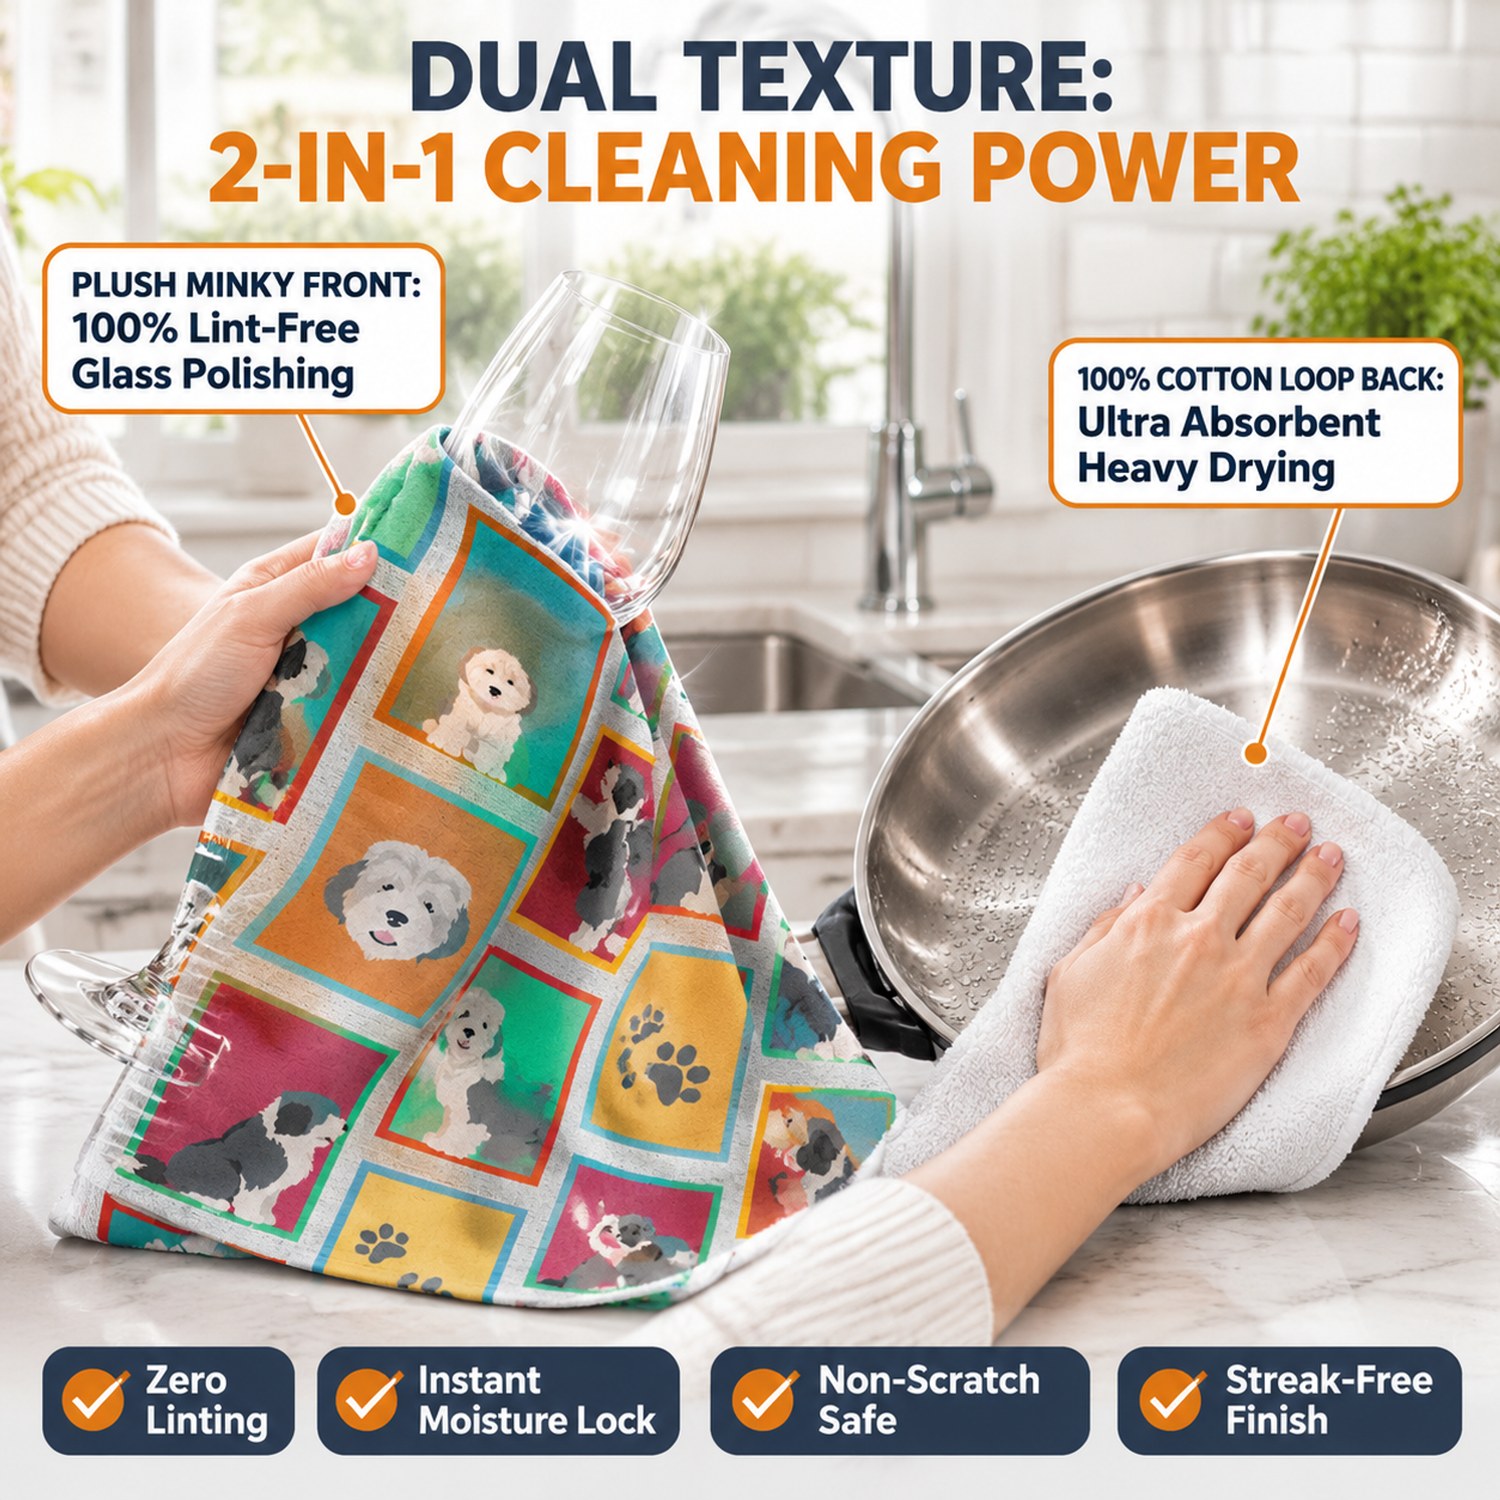 DUAL TEXTURE:
2-IN-1 CLEANING POWER
PLUSH MINKY FRONT:
100% Lint-Free
Glass Polishing
100% COTTON LOOP BACK:
Ultra Absorbent
Heavy Drying
Zero
Linting
Instant
Moisture Lock
Non-Scratch
Safe
Streak-Free
Finish